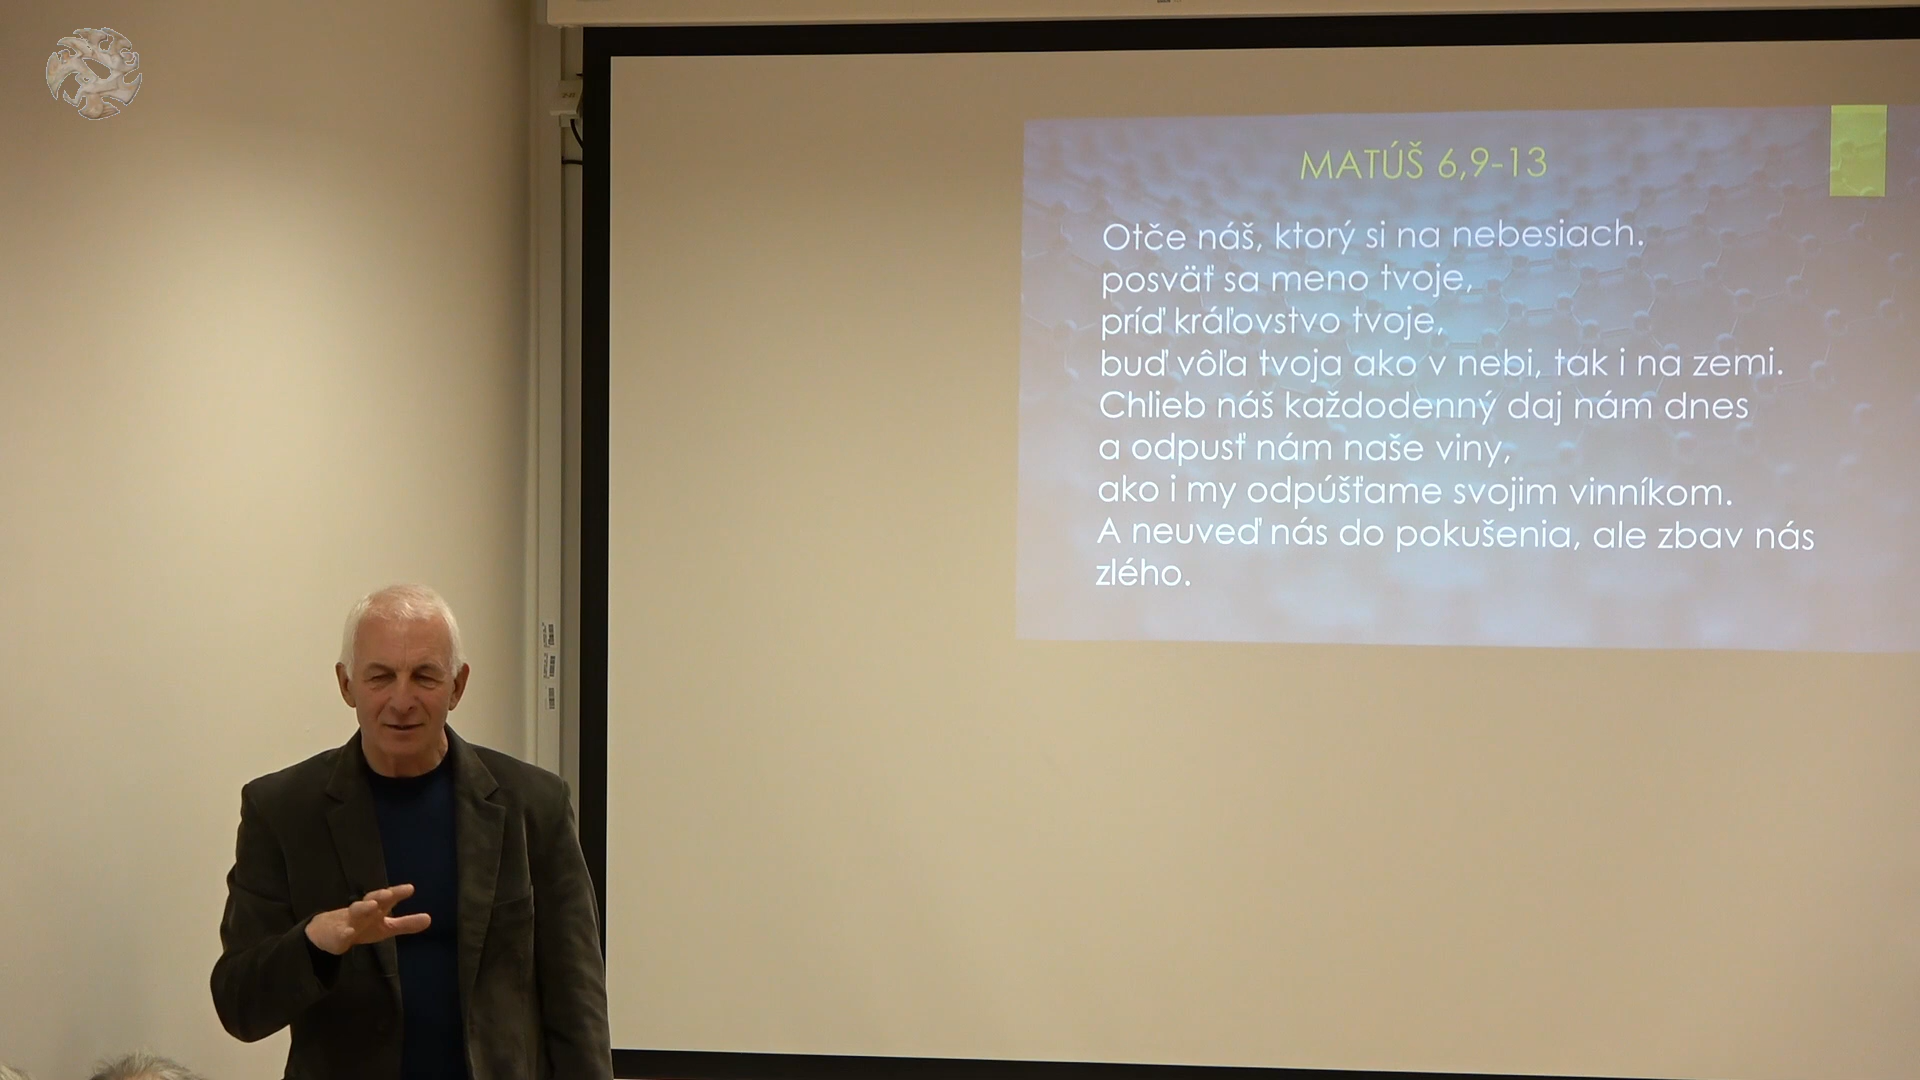 MATÚŠ 6,9-13
Otče náš, ktorý si na nebesiach.
posväť sa meno tvoje,
príď kráľovstvo tvoje,
buď vôľa tvoja ako v nebi, tak i na zemi.
Chlieb náš každodenný daj nám dnes
a odpusť nám naše viny,
ako i my odpúšťame svojim vinníkom.
A neuveď nás do pokušenia, ale zbav nás
zlého.